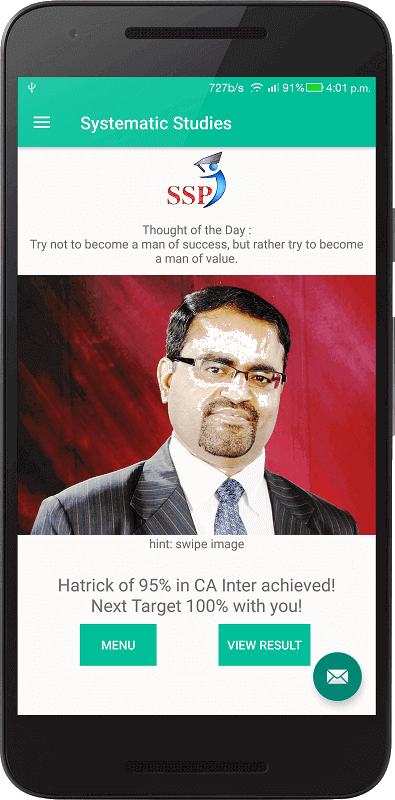 727b/s 91% 4:01 p.m.
Systematic Studies
SSP
Thought of the Day :
Try not to become a man of success, but rather try to become
a man of value.
hint: swipe image
Hatrick of 95% in CA Inter achieved!
Next Target 100% with you!
MENU VIEW RESULT